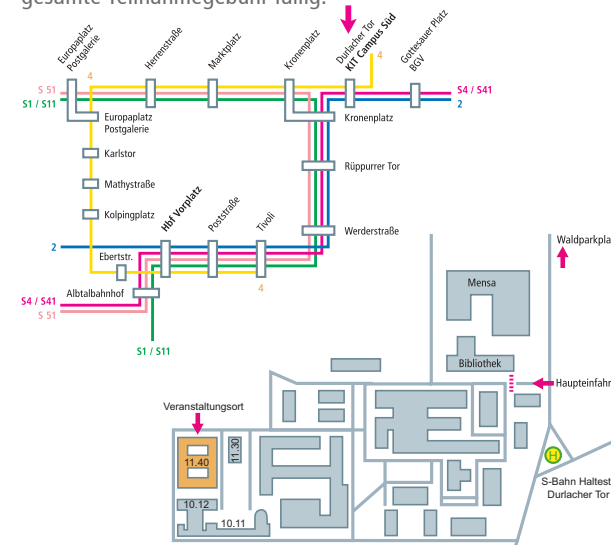 gesamte Teilnahmegebühr fällig.
Europaplatz
Postgalerie
4
Herrenstraße
Marktplatz
Kronenplatz
Durlacher Tor
KIT Campus Süd
4
Gottesauer Platz
BGV
S 51
S1 / S11
S4 / S41
2
Europaplatz
Postgalerie
Kronenplatz
Karlstor
Rüppurrer Tor
Mathystraße
Kolpingplatz
Hbf Vorplatz
Poststraße
Tivoli
Werderstraße
2
Ebertstr.
Albtalbahnhof
4
S4 / S41
S 51
S1 / S11
Waldparkpla
Mensa
Bibliothek
Haupteinfahr
Veranstaltungsort
11.40
11.30
10.12
10.11
H
S-Bahn Haltest
Durlacher Tor